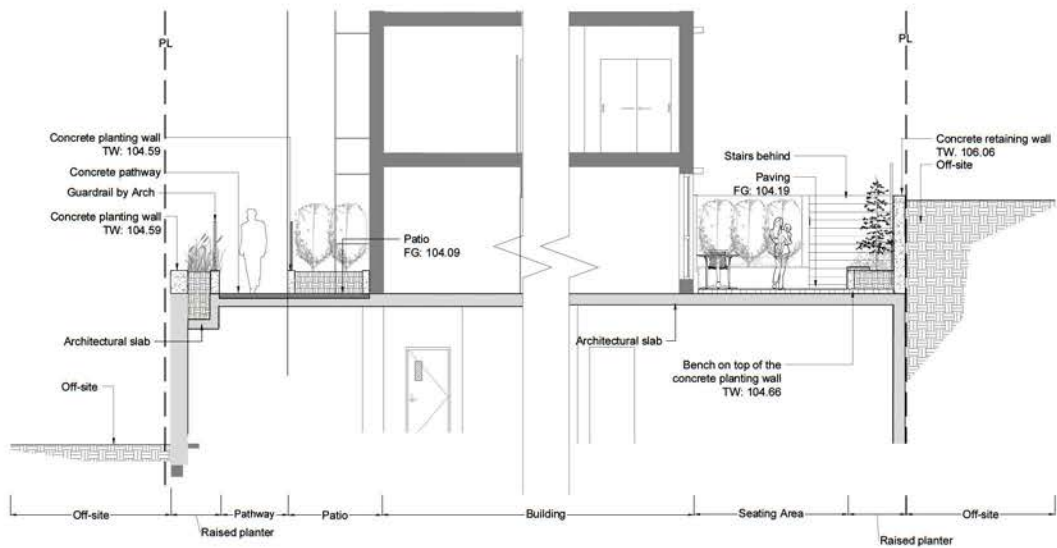 PL
PL
Concrete planting wall
TW: 104.59
Concrete pathway
Guardrail by Arch
Concrete planting wall
TW: 104.59
Patio
FG: 104.09
Architectural slab
Off-site
Stairs behind
Paving
FG: 104.19
Concrete retaining wall
TW. 106.06
Off-site
Architectural slab
Bench on top of the
concrete planting wall
TW: 104.66
Off-site
Raised planter
Pathway
Patio
Building
Seating Area
Raised planter
Off-site